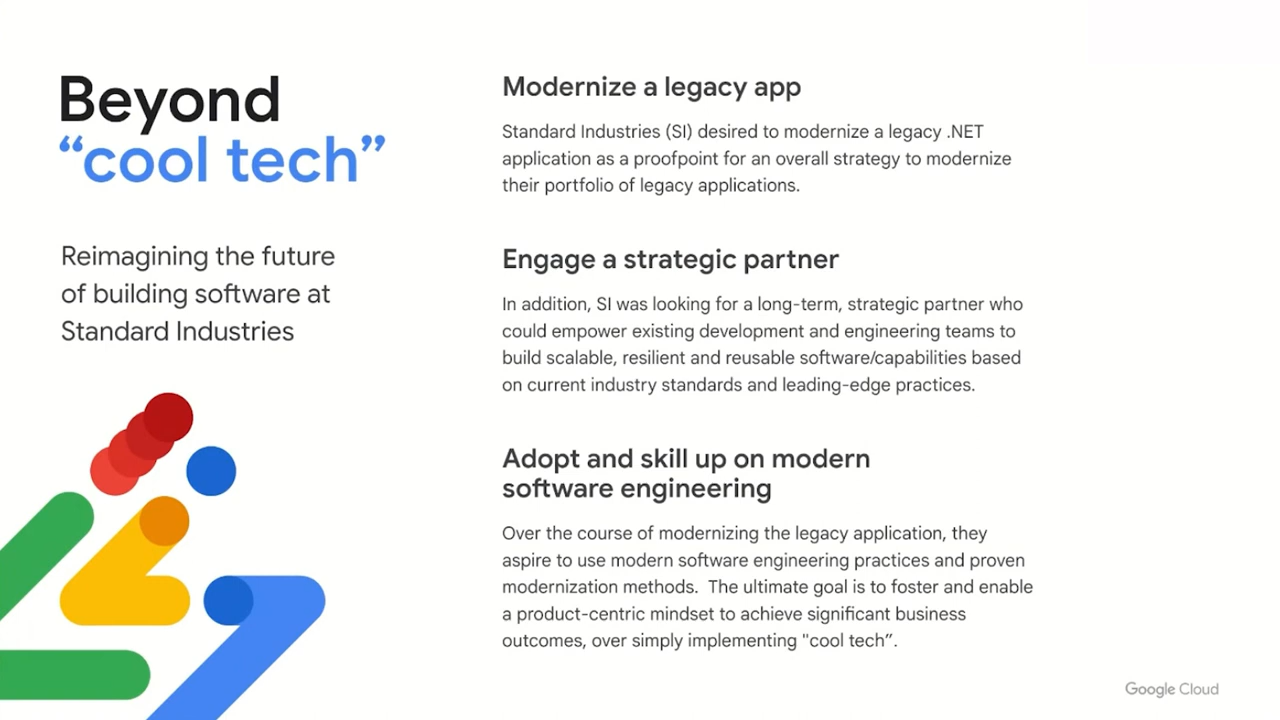 Beyond
“cool tech”
Reimagining the future
of building software at
Standard Industries
Modernize a legacy app
Standard Industries (SI) desired to modernize a legacy .NET
application as a proofpoint for an overall strategy to modernize
their portfolio of legacy applications.
Engage a strategic partner
In addition, SI was looking for a long-term, strategic partner who
could empower existing development and engineering teams to
build scalable, resilient and reusable software/capabilities based
on current industry standards and leading-edge practices.
Adopt and skill up on modern
software engineering
Over the course of modernizing the legacy application, they
aspire to use modern software engineering practices and proven
modernization methods.  The ultimate goal is to foster and enable
a product-centric mindset to achieve significant business
outcomes, over simply implementing "cool tech”.
Google Cloud